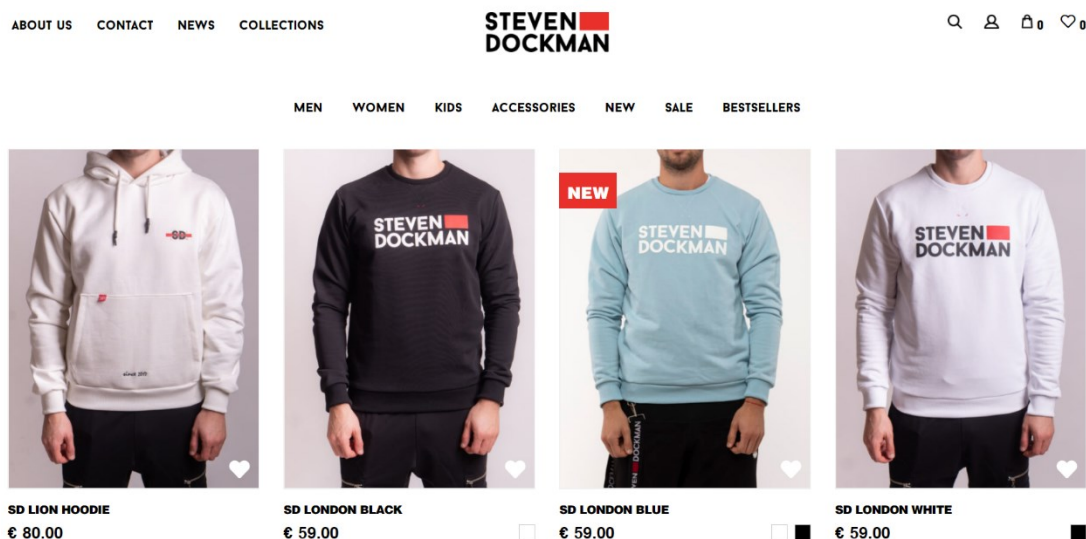 ABOUT US CONTACT NEWS COLLECTIONS
STEVEN
DOCKMAN
0 0
MEN WOMEN KIDS ACCESSORIES NEW SALE BESTSELLERS
SD
STEVEN
DOCKMAN
NEW
STEVEN
DOCKMAN
STEVEN
DOCKMAN
DOCKMAN
SD LION HOODIE
€ 80.00
SD LONDON BLACK
€ 59.00
SD LONDON BLUE
€ 59.00
SD LONDON WHITE
€ 59.00